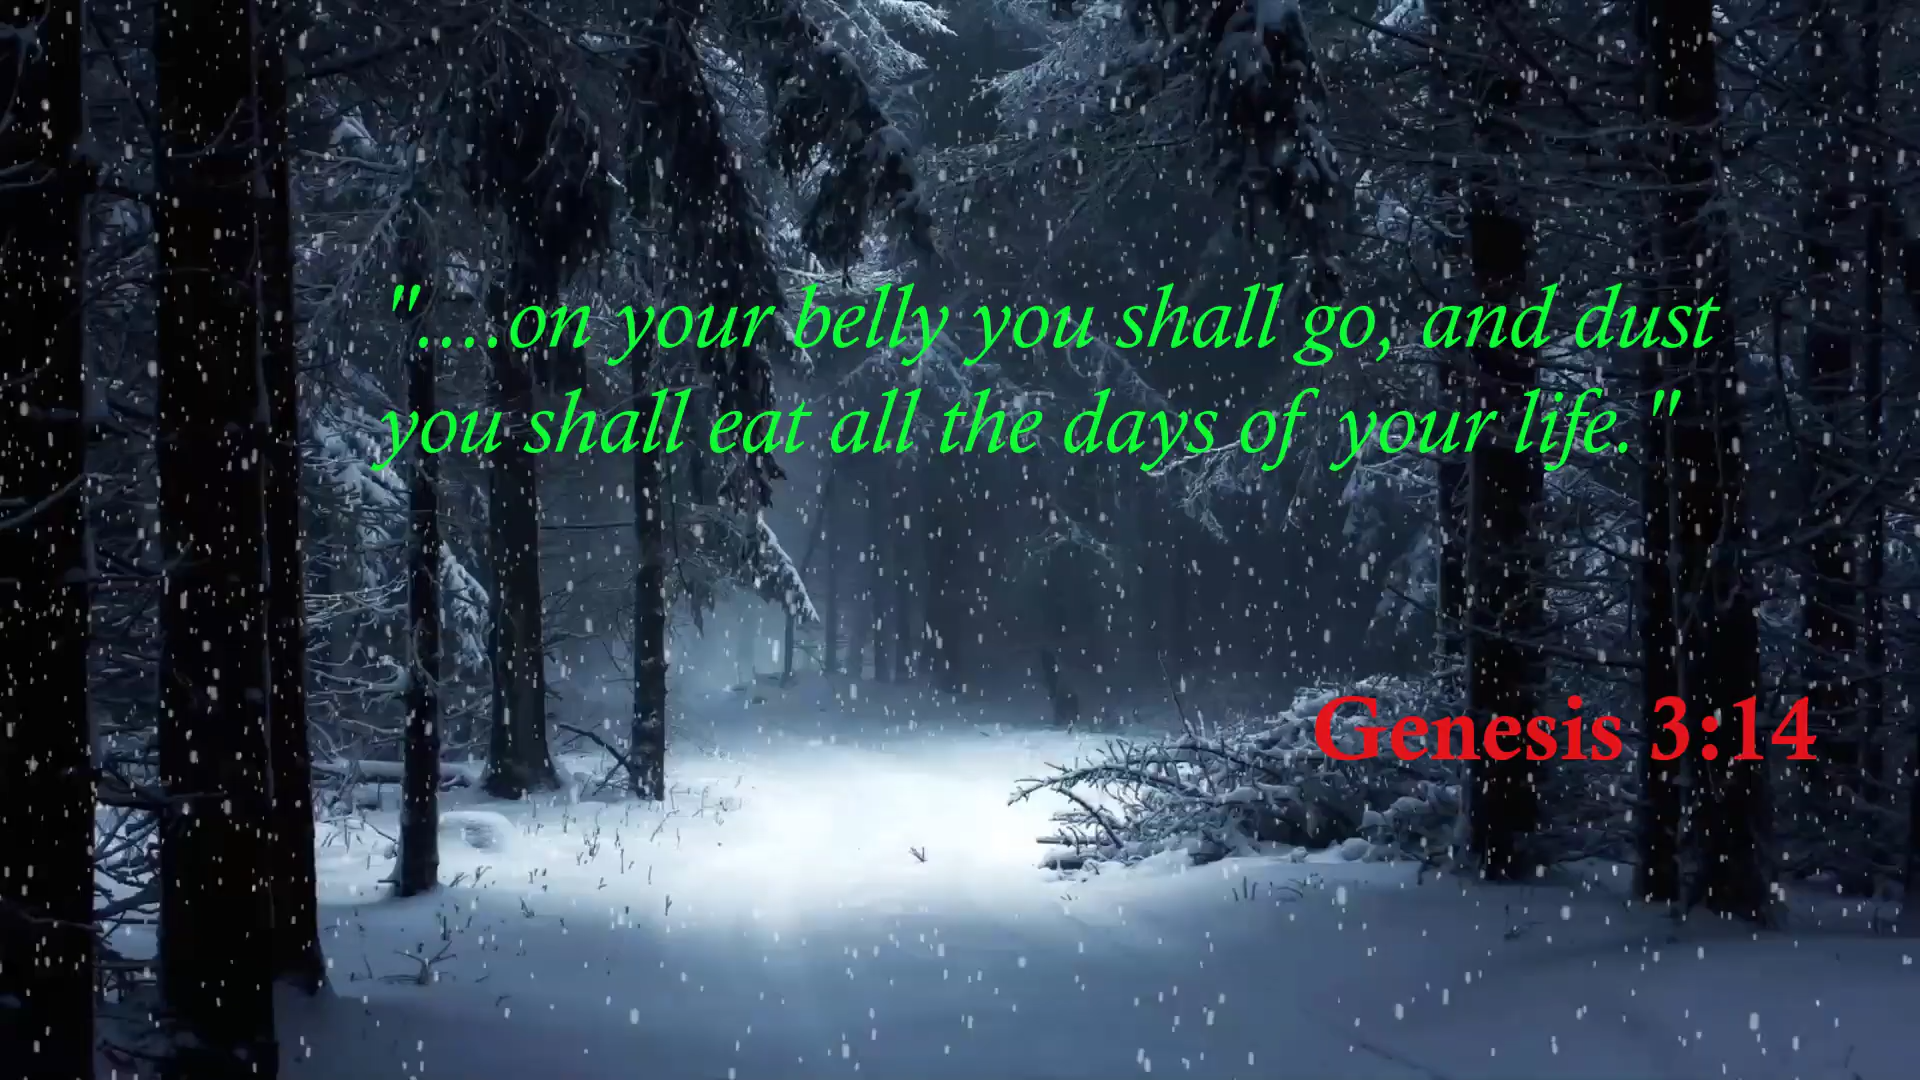 "....on your belly you shall go, and dust
you shall eat all the days of your life."
Genesis 3:14